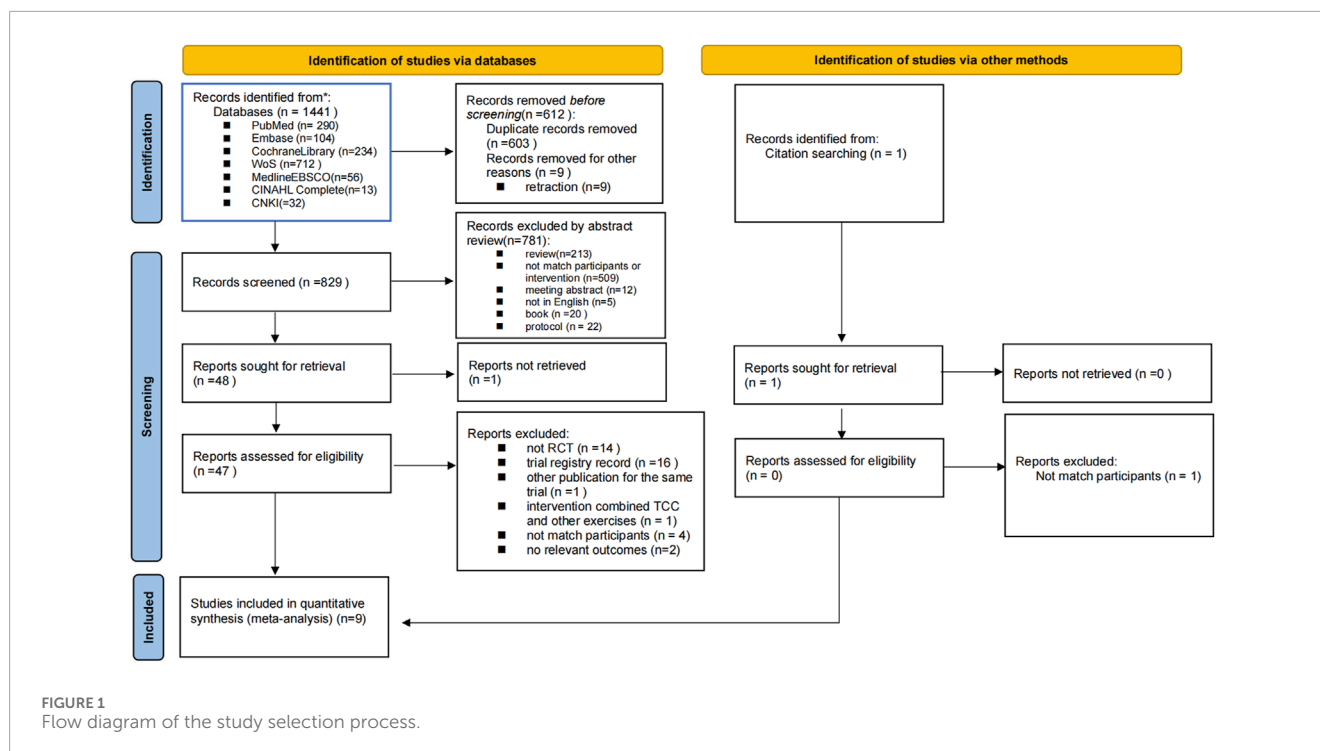 Identification of studies via databases
Identification of studies via other methods
Identification
Records identified from*:
Databases (n = 1441 )
■ PubMed (n= 290)
■ Embase (n=104)
■ CochraneLibrary (n=234)
■ WoS (n=712 )
■ MedlineEBSCO(n=56)
■ CINAHL Complete(n=13)
■ CNKI(=32)
Records removed before
screening(n =612 ):
Duplicate records removed
(n =603)
Records removed for other
reasons (n =9 )
■ retraction (n=9)
Records identified from:
Citation searching (n = 1)
Screening
Records screened (n =829 )
Records excluded by abstract
review(n=781):
■ review(n=213)
■ not match participants or
intervention (n=509)
■ meeting abstract (n=12)
■ not in English (n=5)
■ book (n =20 )
■ protocol (n = 22)
Reports sought for retrieval
(n =48 )
Reports not retrieved
(n =1)
Reports sought for retrieval
(n = 1)
Reports not retrieved (n =0 )
Reports assessed for eligibility
(n =47 )
Reports excluded:
■ not RCT (n =14 )
■ trial registry record (n =16 )
■ other publication for the same
trial (n =1 )
■ intervention combined TCC
and other exercises (n = 1)
■ not match participants (n = 4)
■ no relevant outcomes (n=2)
Reports assessed for eligibility
(n = 0)
Reports excluded:
Not match participants (n = 1)
Included
Studies included in quantitative
synthesis (meta-analysis) (n=9)
FIGURE 1
Flow diagram of the study selection process.